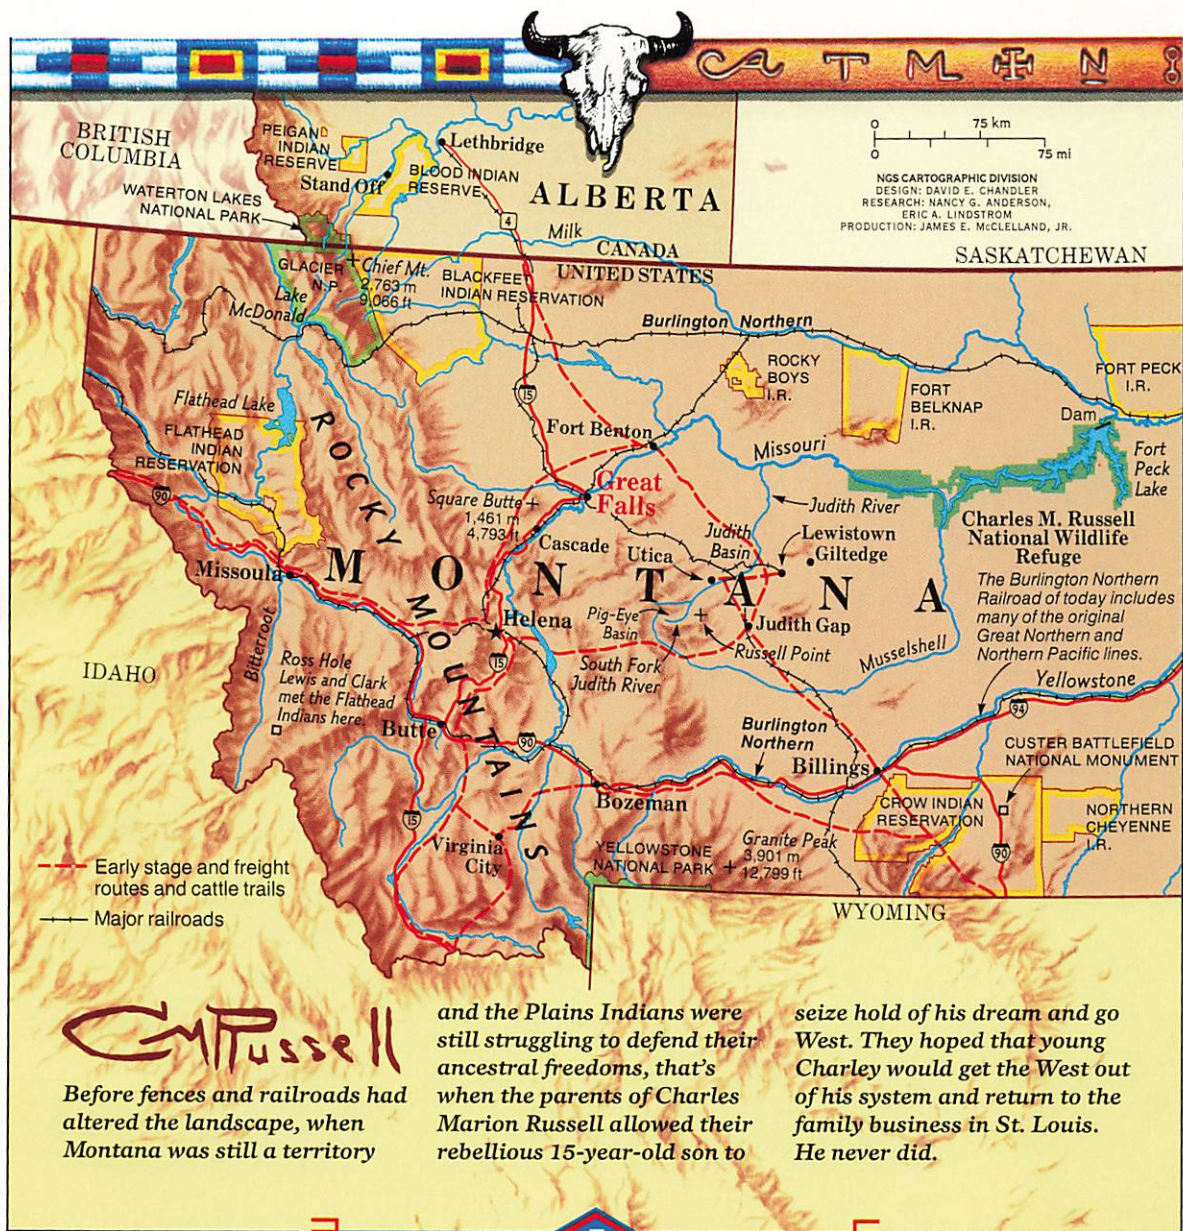 CA T M N 8
BRITISH
COLUMBIA
PEIGAN
INDIAN
RESERVE
Lethbridge
Stand Off
BLOOD INDIAN
RESERVE
WATERTON LAKES
NATIONAL PARK
ALBERTA
4
Milk
CANADA
UNITED STATES
0 75 km
0 75 mi
NGS CARTOGRAPHIC DIVISION
DESIGN: DAVID E. CHANDLER
RESEARCH: NANCY G. ANDERSON,
ERIC A. LINDSTROM
PRODUCTION: JAMES E. McCLELLAND, JR.
SASKATCHEWAN
GLACIER
N.P.
Chief Mt.
2,763 m
9,066 ft
Lake
McDonald
BLACKFEET
INDIAN RESERVATION
Burlington Northern
ROCKY
BOYS
I.R.
FORT
BELKNAP
I.R.
FORT PECK
I.R.
Dam
Fort
Peck
Lake
15
Flathead Lake
FLATHEAD
INDIAN
RESERVATION
90
Fort Benton
Missouri
Great
Falls
Square Butte
1,461 m
4,793 ft
Cascade
Judith River
Judith
Basin
Utica
Lewistown
Giltedge
Charles M. Russell
National Wildlife
Refuge
The Burlington Northern
Railroad of today includes
many of the original
Great Northern and
Northern Pacific lines.
ROCKY MOUNTAINS
MONTANA
Missoula
Helena
Pig-Eye
Basin
Judith Gap
Russell Point
South Fork
Judith River
Musselshell
Yellowstone
IDAHO
Bitterroot
Ross Hole
Lewis and Clark
met the Flathead
Indians here.
15
Butte
90
Burlington
Northern
Billings
94
CUSTER BATTLEFIELD
NATIONAL MONUMENT
Bozeman
CROW INDIAN
RESERVATION
90
NORTHERN
CHEYENNE
I.R.
15
Virginia
City
YELLOWSTONE
NATIONAL PARK
Granite Peak
3,901 m
12,799 ft
WYOMING
Early stage and freight
routes and cattle trails
Major railroads
CM Russell
Before fences and railroads had
altered the landscape, when
Montana was still a territory
and the Plains Indians were
still struggling to defend their
ancestral freedoms, that's
when the parents of Charles
Marion Russell allowed their
rebellious 15-year-old son to
seize hold of his dream and go
West. They hoped that young
Charley would get the West out
of his system and return to the
family business in St. Louis.
He never did.